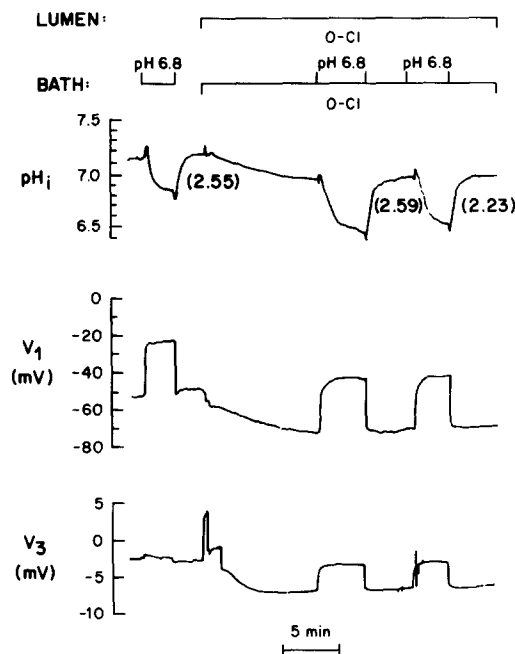 LUMEN:
O-Cl
pH 6.8 pH 6.8 pH 6.8
BATH:
O-Cl
7.5
pHi 7.0
6.5
(2.55) (2.59) (2.23)
0
-20
V1 -40
(mV) -60
-80
5
V3 0
(mV) -5
-10
5 min